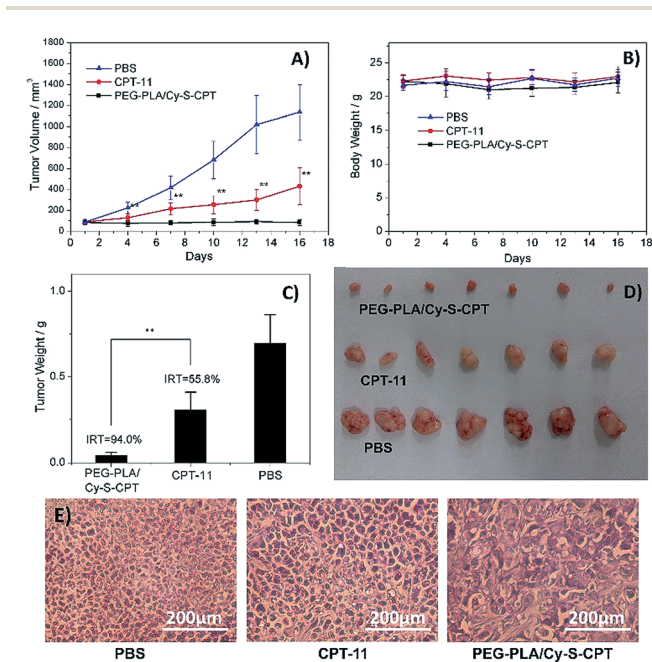 A)
Tumor Volume / mm³
1800
1600
1400
1200
1000
800
600
400
200
0
PBS
CPT-11
PEG-PLA/Cy-S-CPT
**
**
**
**
**
0 2 4 6 8 10 12 14 16 18
Days
B)
Body Weight / g
25
20
15
10
5
0
PBS
CPT-11
PEG-PLA/Cy-S-CPT
0 2 4 6 8 10 12 14 16 18
Days
C)
Tumor Weight / g
1.0
0.5
0.0
**
IRT=55.8%
IRT=94.0%
PEG-PLA/
Cy-S-CPT
CPT-11
PBS
D)
PEG-PLA/Cy-S-CPT
CPT-11
PBS
E)
200μm
200μm
200μm
PBS
CPT-11
PEG-PLA/Cy-S-CPT